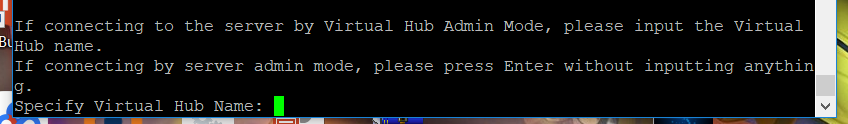 If connecting to the server by Virtual Hub Admin Mode, please input the Virtual
Hub name.
If connecting by server admin mode, please press Enter without inputting anythin
g.
Specify Virtual Hub Name:
Bu